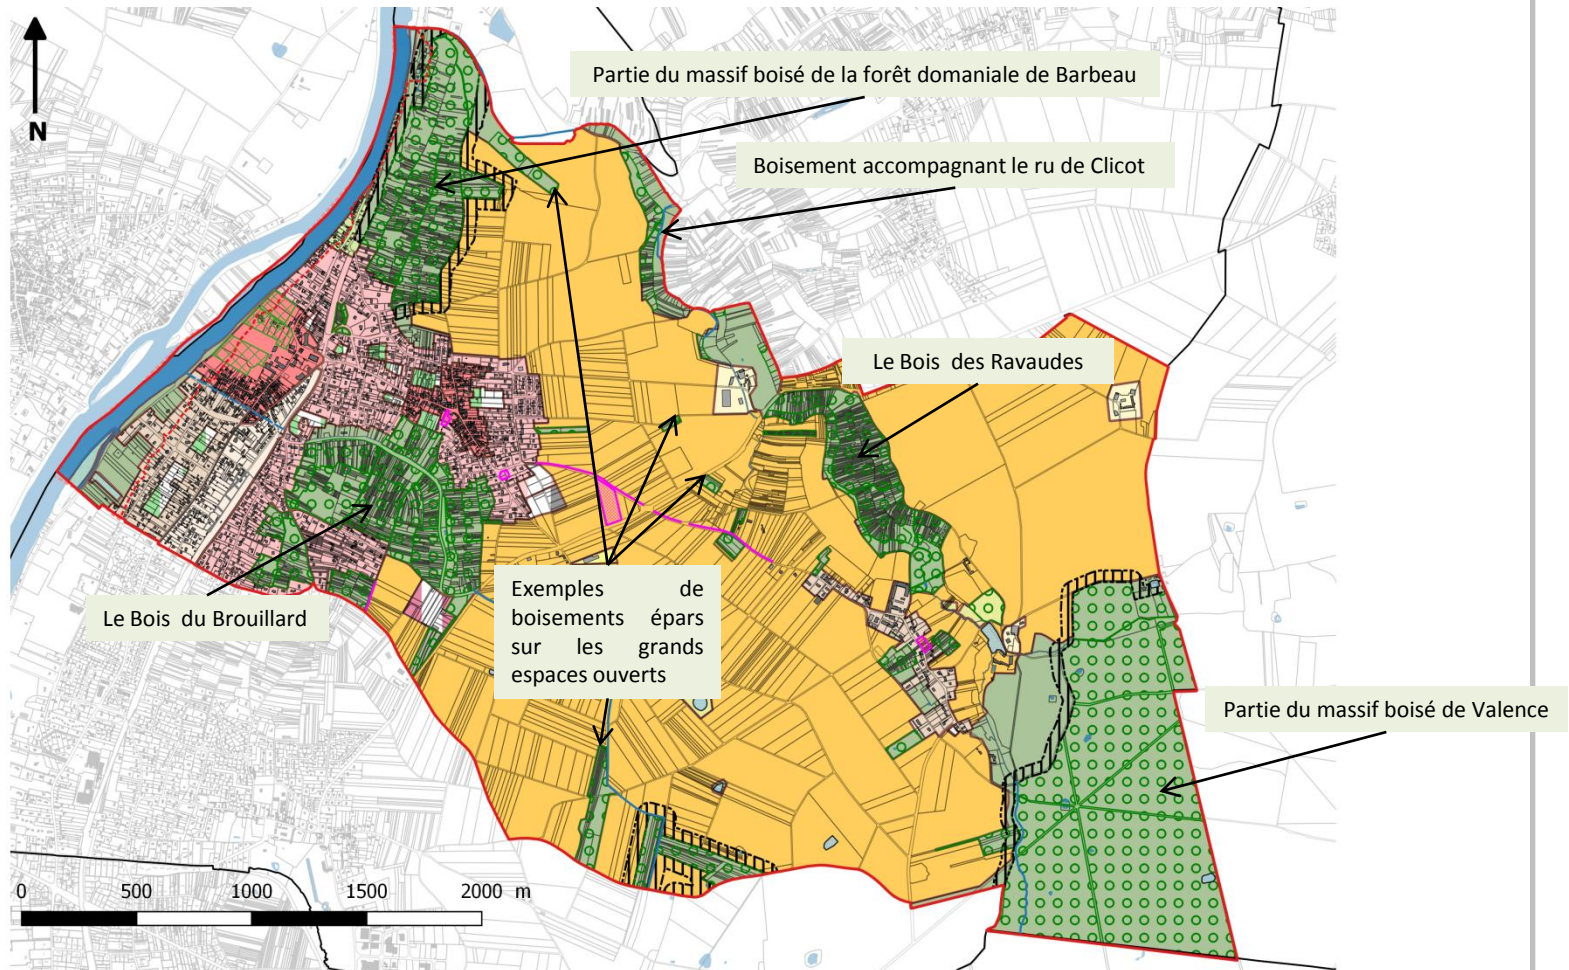 N
Partie du massif boisé de la forêt domaniale de Barbeau
Boisement accompagnant le ru de Clicot
Le Bois des Ravaudes
Le Bois du Brouillard
Exemples de
boisements épars
sur les grands
espaces ouverts
Partie du massif boisé de Valence
0 500 1000 1500 2000 m